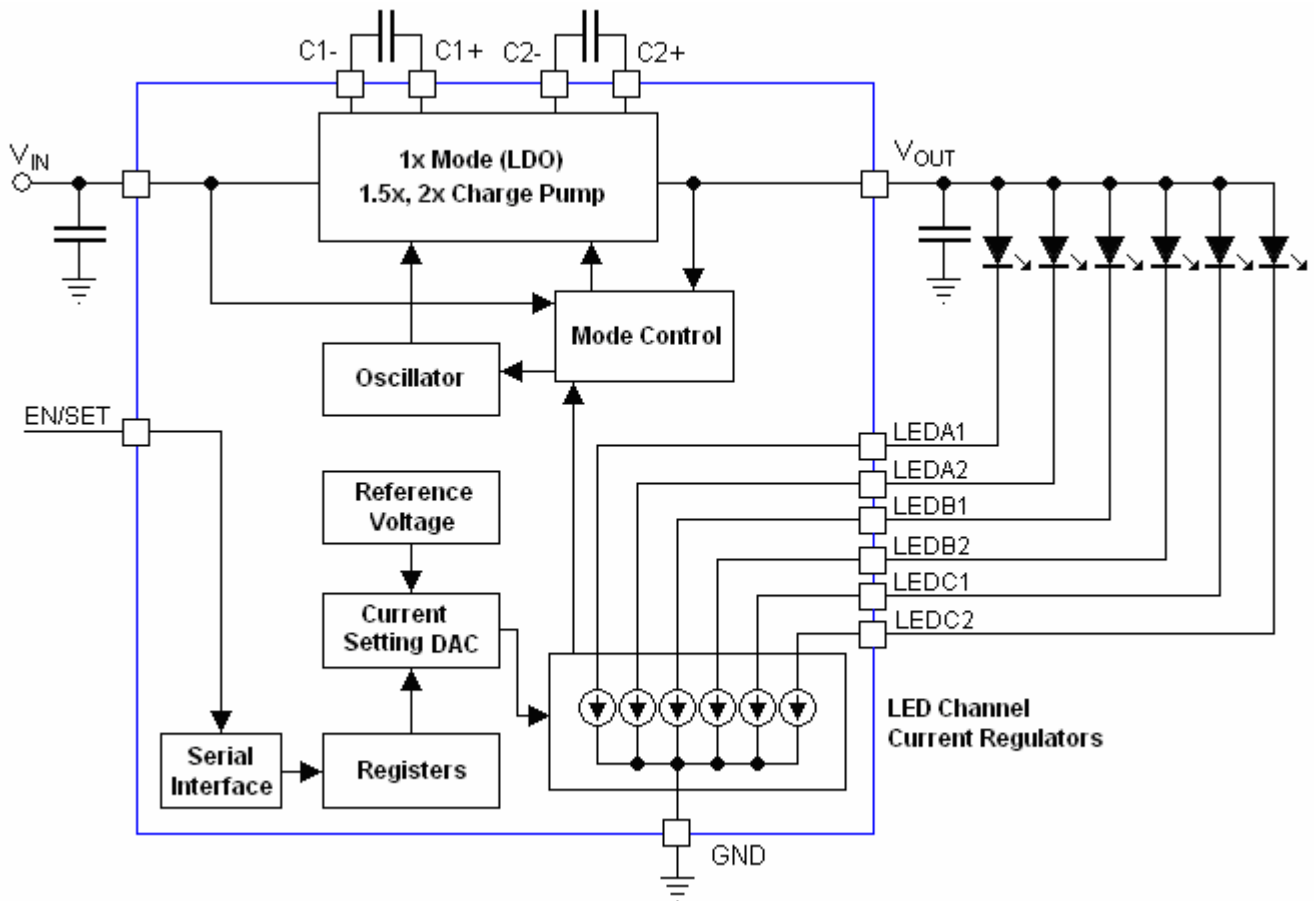 C1-
C1+
C2-
C2+
VIN
1x Mode (LDO)
1.5x, 2x Charge Pump
VOUT
Mode Control
Oscillator
EN/SET
LEDA1
LEDA2
LEDB1
LEDB2
LEDC1
LEDC2
Reference
Voltage
Current
Setting DAC
LED Channel
Current Regulators
Serial
Interface
Registers
GND